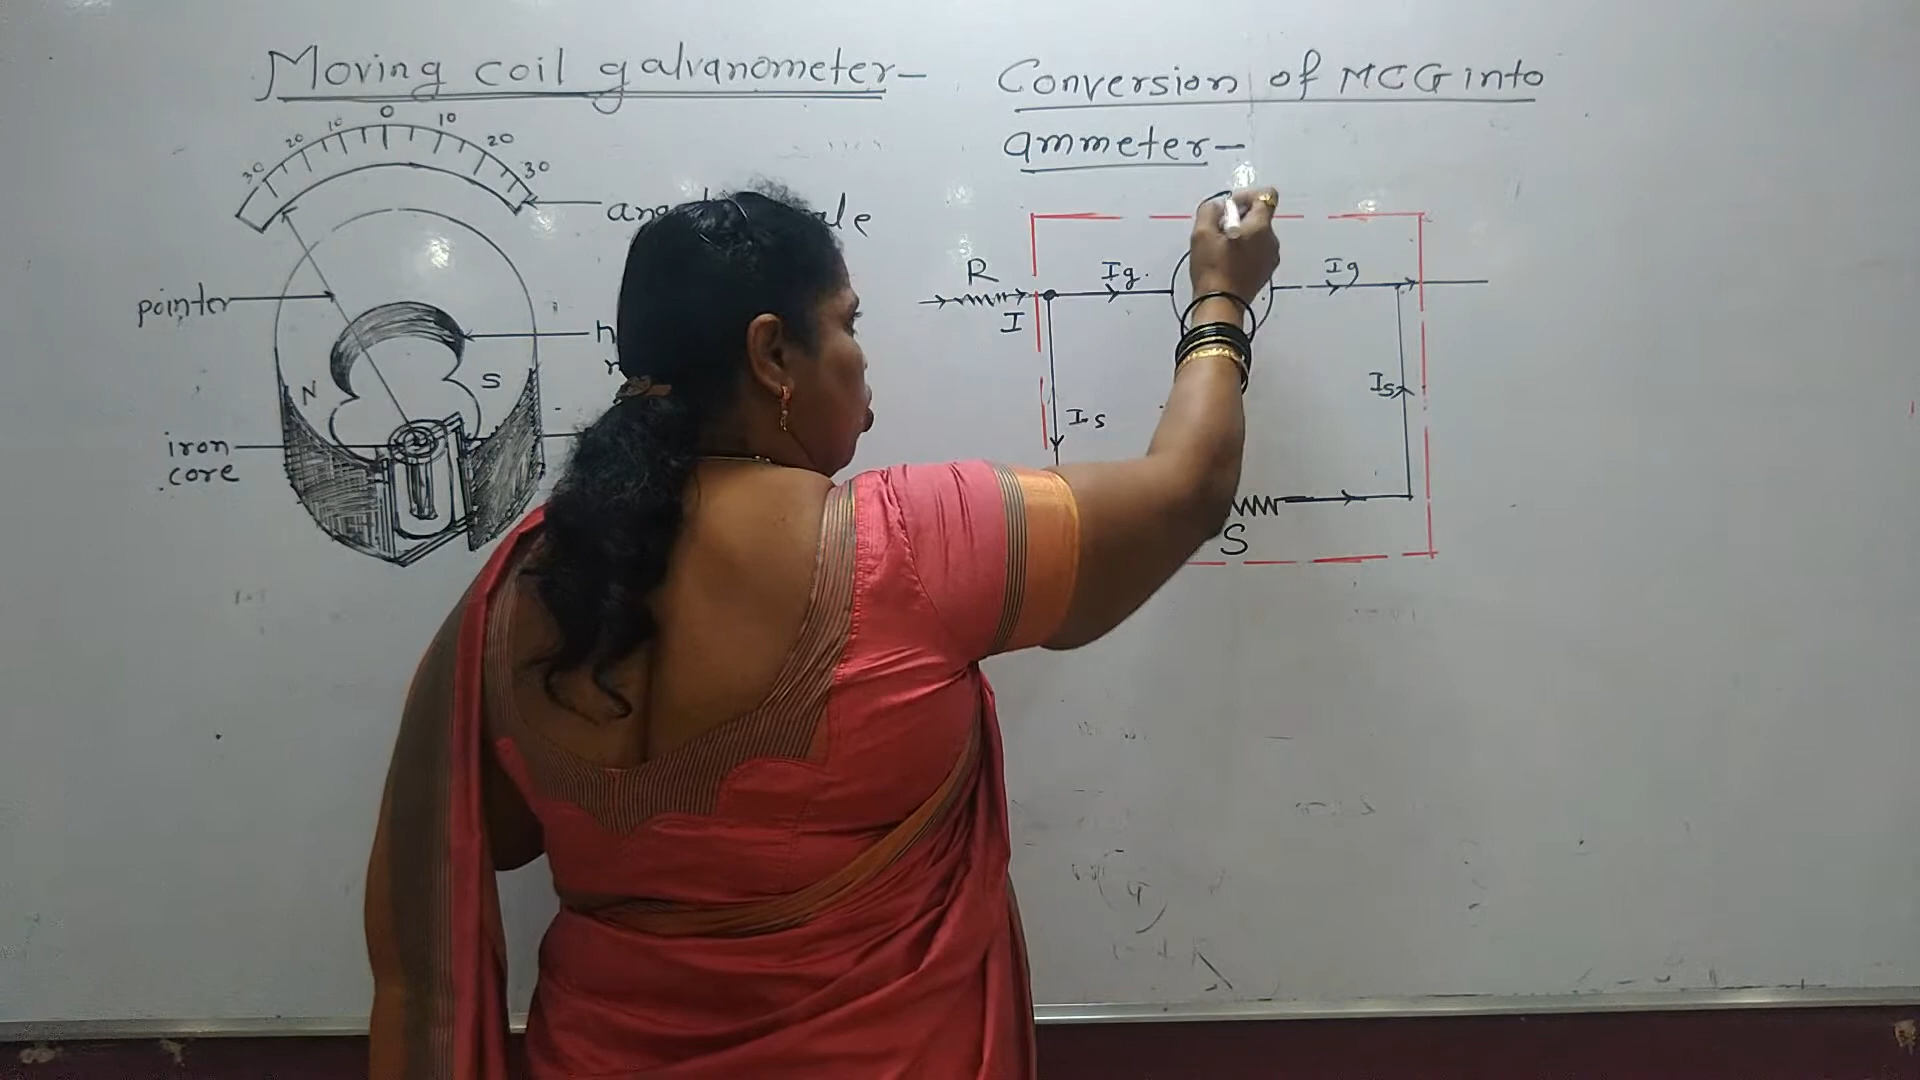 Moving coil galvanometer-
30 20 10 0 10 20 30
pointer
N S
iron
core
Conversion of MCG into
ammeter-
R
I
Ig.
Ig
Is
Is
S